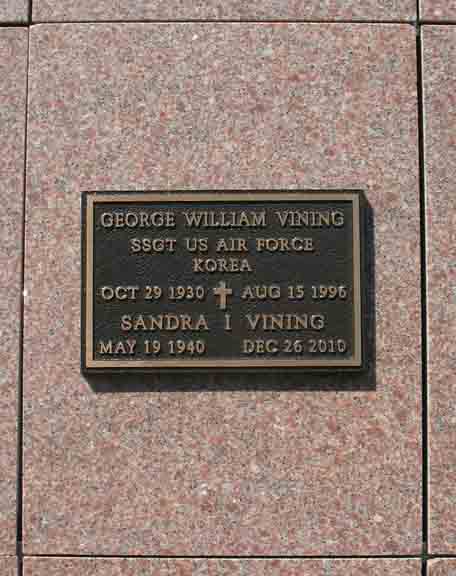 GEORGE WILLIAM VINING
SSGT US AIR FORCE
KOREA
OCT 29 1930 AUG 15 1996
SANDRA I VINING
MAY 19 1940 DEC 26 2010